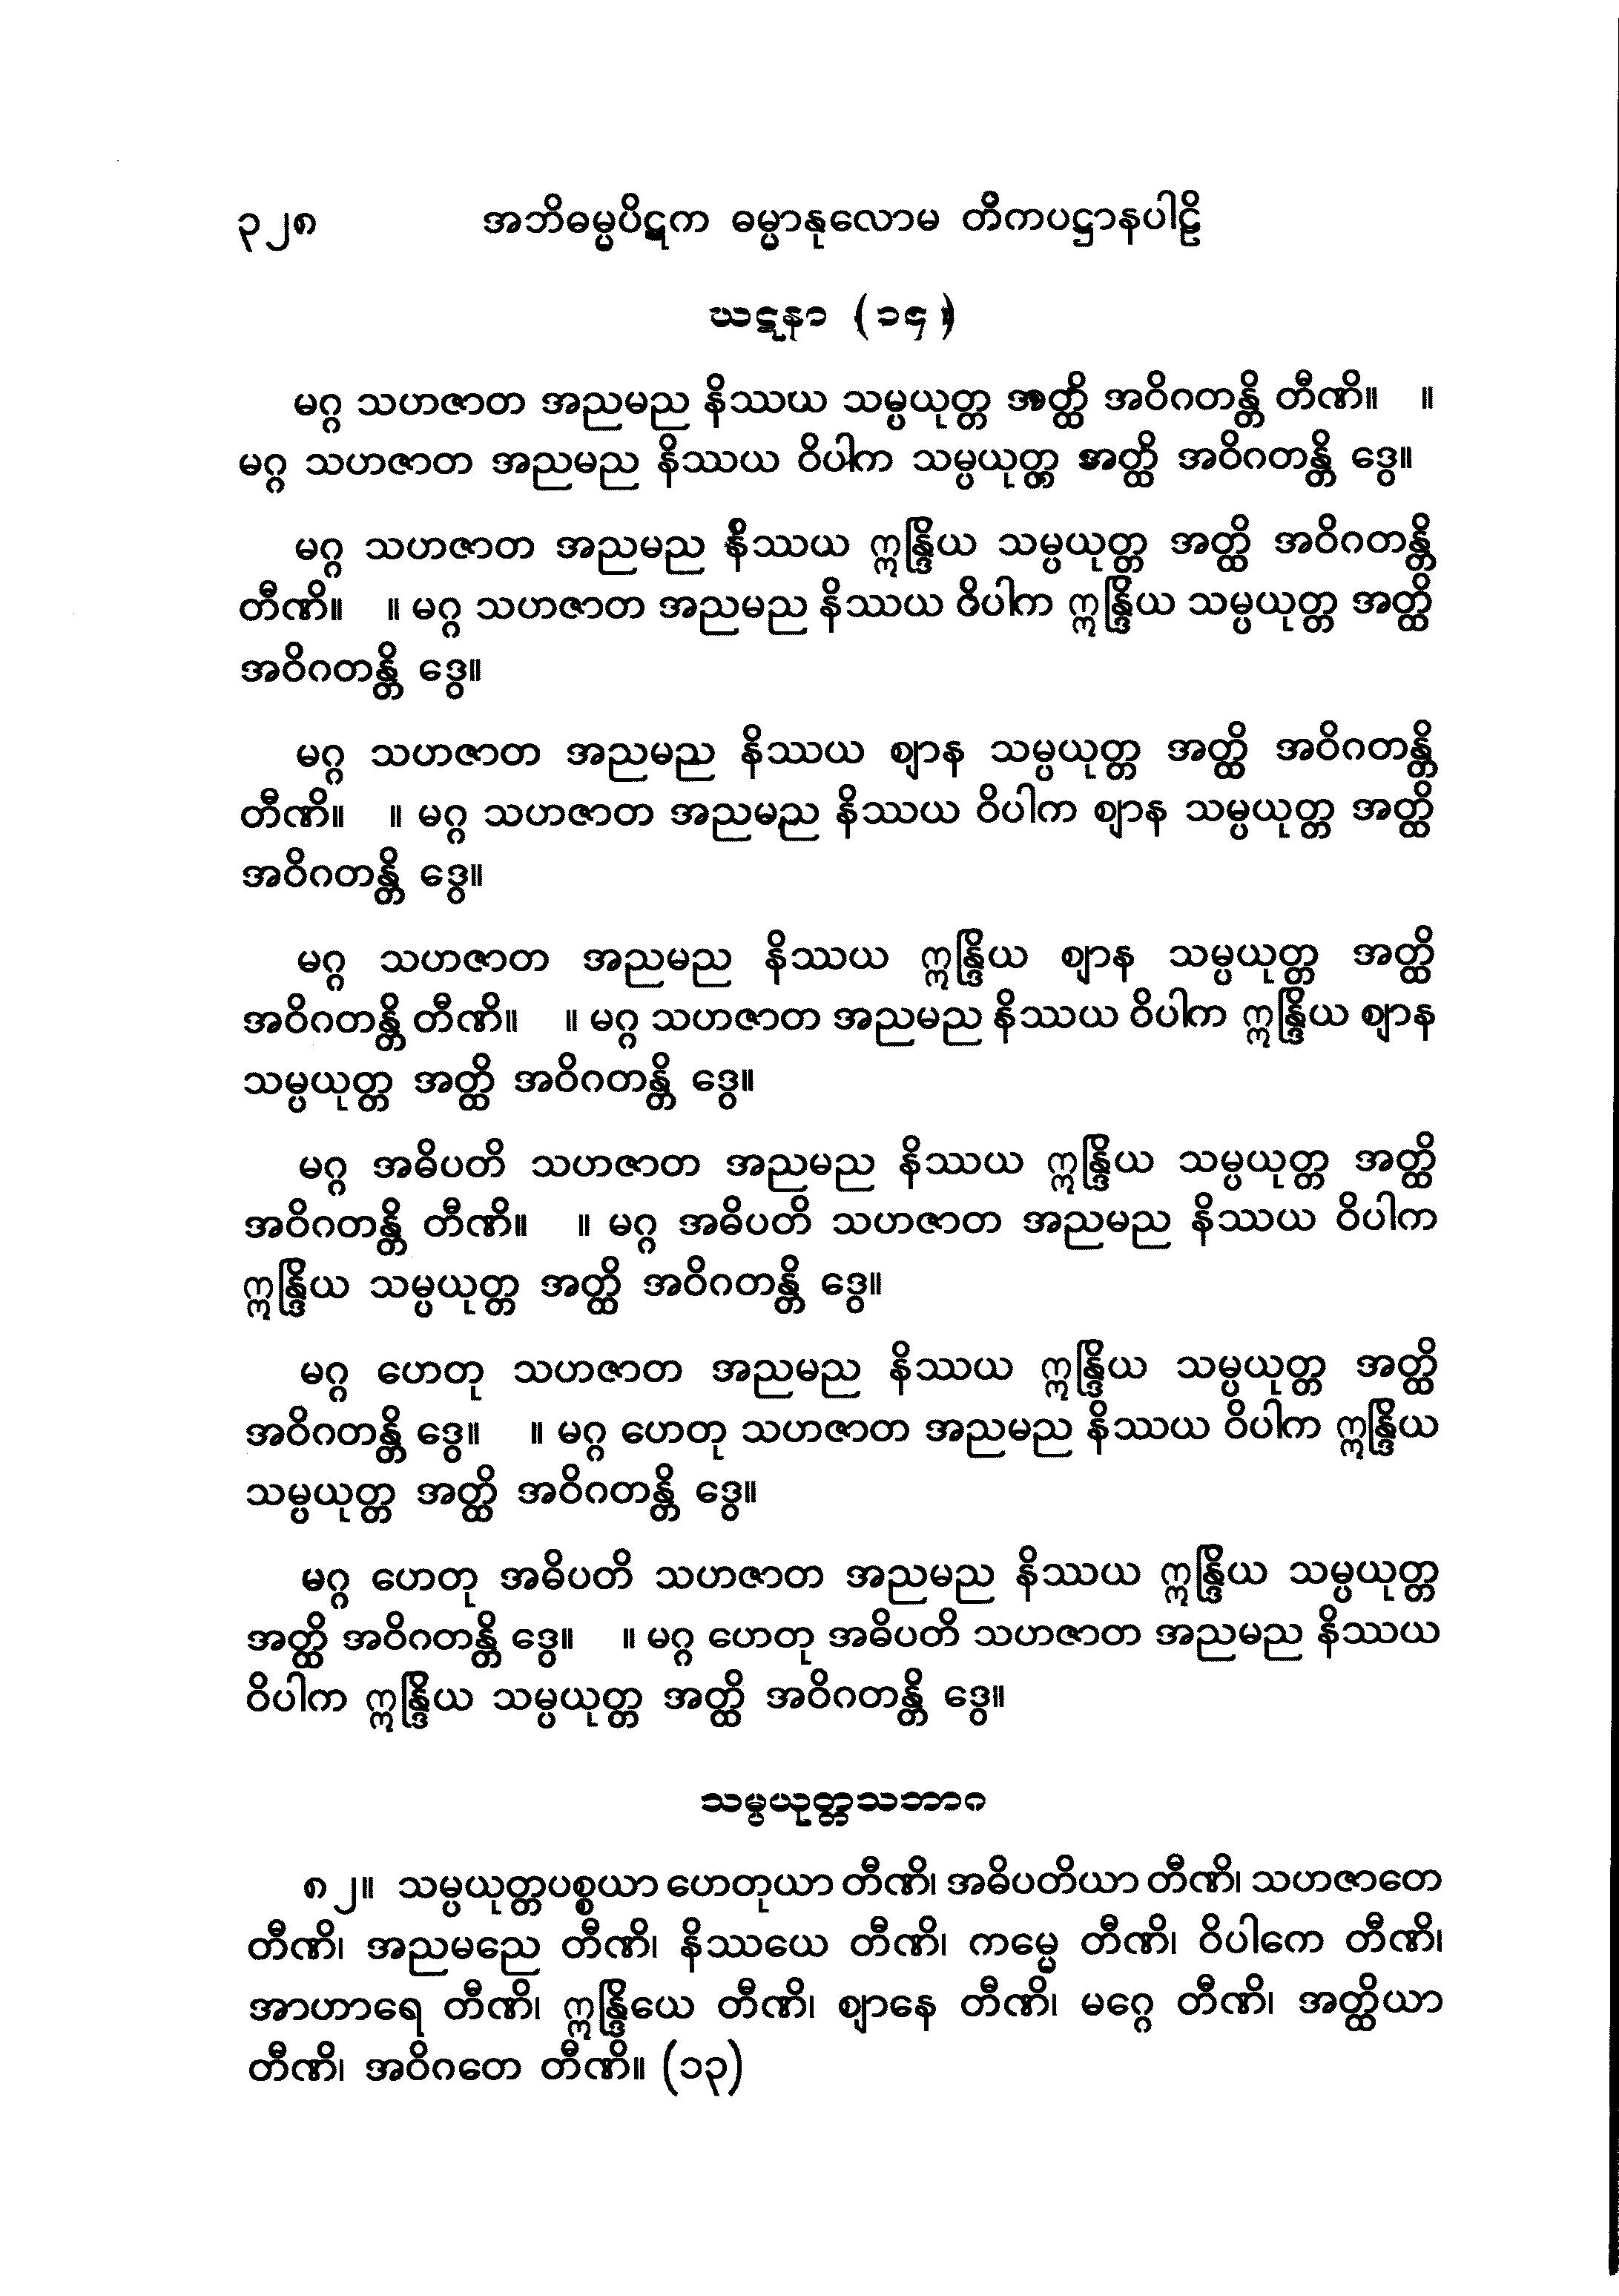 ၃၂၈ အဘိဓမ္မပိဋက ဓမ္မာနုလောမ တိကပဋ္ဌာနပါဠိ
ဃဋနာ (၁၄)
မဂ္ဂ သဟဇာတ အညမည နိဿယ သမ္ပယုတ္တ အတ္ထိ အဝိဂတန္တိ တီဏိ။ ။
မဂ္ဂ သဟဇာတ အညမည နိဿယ ဝိပါက သမ္ပယုတ္တ အတ္ထိ အဝိဂတန္တိ ဒွေ။
မဂ္ဂ သဟဇာတ အညမည နိဿယ ဣန္ဒြိယ သမ္ပယုတ္တ အတ္ထိ အဝိဂတန္တိ
တီဏိ။ ။ မဂ္ဂ သဟဇာတ အညမည နိဿယ ဝိပါက ဣန္ဒြိယ သမ္ပယုတ္တ အတ္ထိ
အဝိဂတန္တိ ဒွေ။
မဂ္ဂ သဟဇာတ အညမည နိဿယ ဈာန သမ္ပယုတ္တ အတ္ထိ အဝိဂတန္တိ
တီဏိ။ ။ မဂ္ဂ သဟဇာတ အညမည နိဿယ ဝိပါက ဈာန သမ္ပယုတ္တ အတ္ထိ
အဝိဂတန္တိ ဒွေ။
မဂ္ဂ သဟဇာတ အညမည နိဿယ ဣန္ဒြိယ ဈာန သမ္ပယုတ္တ အတ္ထိ
အဝိဂတန္တိ တီဏိ။ ။ မဂ္ဂ သဟဇာတ အညမည နိဿယ ဝိပါက ဣန္ဒြိယ ဈာန
သမ္ပယုတ္တ အတ္ထိ အဝိဂတန္တိ ဒွေ။
မဂ္ဂ အဓိပတိ သဟဇာတ အညမည နိဿယ ဣန္ဒြိယ သမ္ပယုတ္တ အတ္ထိ
အဝိဂတန္တိ တီဏိ။ ။ မဂ္ဂ အဓိပတိ သဟဇာတ အညမည နိဿယ ဝိပါက
ဣန္ဒြိယ သမ္ပယုတ္တ အတ္ထိ အဝိဂတန္တိ ဒွေ။
မဂ္ဂ ဟေတု သဟဇာတ အညမည နိဿယ ဣန္ဒြိယ သမ္ပယုတ္တ အတ္ထိ
အဝိဂတန္တိ ဒွေ။ ။ မဂ္ဂ ဟေတု သဟဇာတ အညမည နိဿယ ဝိပါက ဣန္ဒြိယ
သမ္ပယုတ္တ အတ္ထိ အဝိဂတန္တိ ဒွေ။
မဂ္ဂ ဟေတု အဓိပတိ သဟဇာတ အညမည နိဿယ ဣန္ဒြိယ သမ္ပယုတ္တ
အတ္ထိ အဝိဂတန္တိ ဒွေ။ ။ မဂ္ဂ ဟေတု အဓိပတိ သဟဇာတ အညမည နိဿယ
ဝိပါက ဣန္ဒြိယ သမ္ပယုတ္တ အတ္ထိ အဝိဂတန္တိ ဒွေ။
သမ္ပယုတ္တသဘာဂ
၈၂။ သမ္ပယုတ္တပစ္စယာ ဟေတုယာ တီဏိ၊ အဓိပတိယာ တီဏိ၊ သဟဇာတေ
တီဏိ၊ အညမညေ တီဏိ၊ နိဿယေ တီဏိ၊ ကမ္မေ တီဏိ၊ ဝိပါကေ တီဏိ၊
အာဟာရေ တီဏိ၊ ဣန္ဒြိယေ တီဏိ၊ ဈာနေ တီဏိ၊ မဂ္ဂေ တီဏိ၊ အတ္ထိယာ
တီဏိ၊ အဝိဂတေ တီဏိ။ (၁၃)